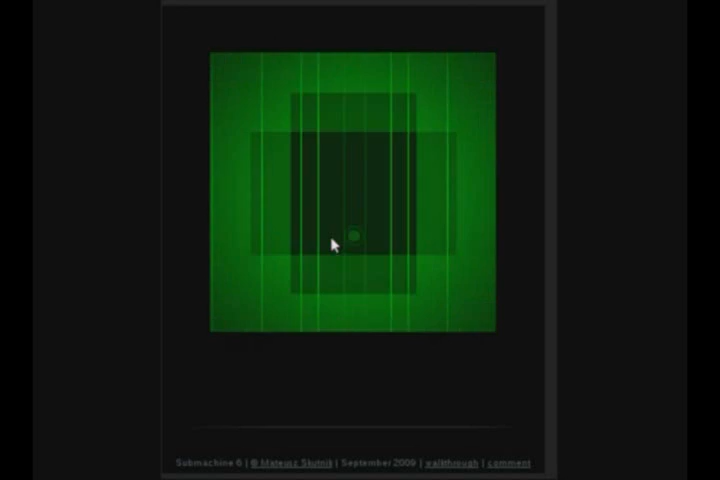 Submachine 6 | © Mateusz Skutnik | September 2009 | walkthrough | comment